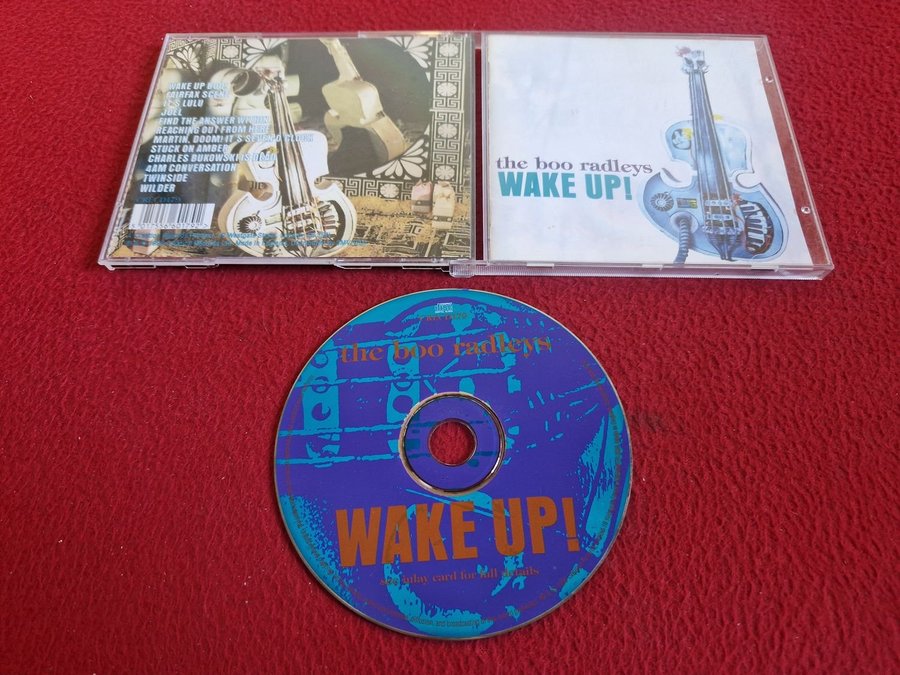 WAKE UP BOO!
FAIRFAX SCENE
IT'S LULU
JOEL
FIND THE ANSWER WITHIN
REACHING OUT FROM HERE
MARTIN, DOOM! IT'S SEVEN O'CLOCK
STUCK ON AMBER
CHARLES BUKOWSKI IS DEAD
4AM CONVERSATION
TWINSIDE
WILDER
the boo radleys
WAKE UP!
the boo radleys
WAKE UP!
see inlay card for full details